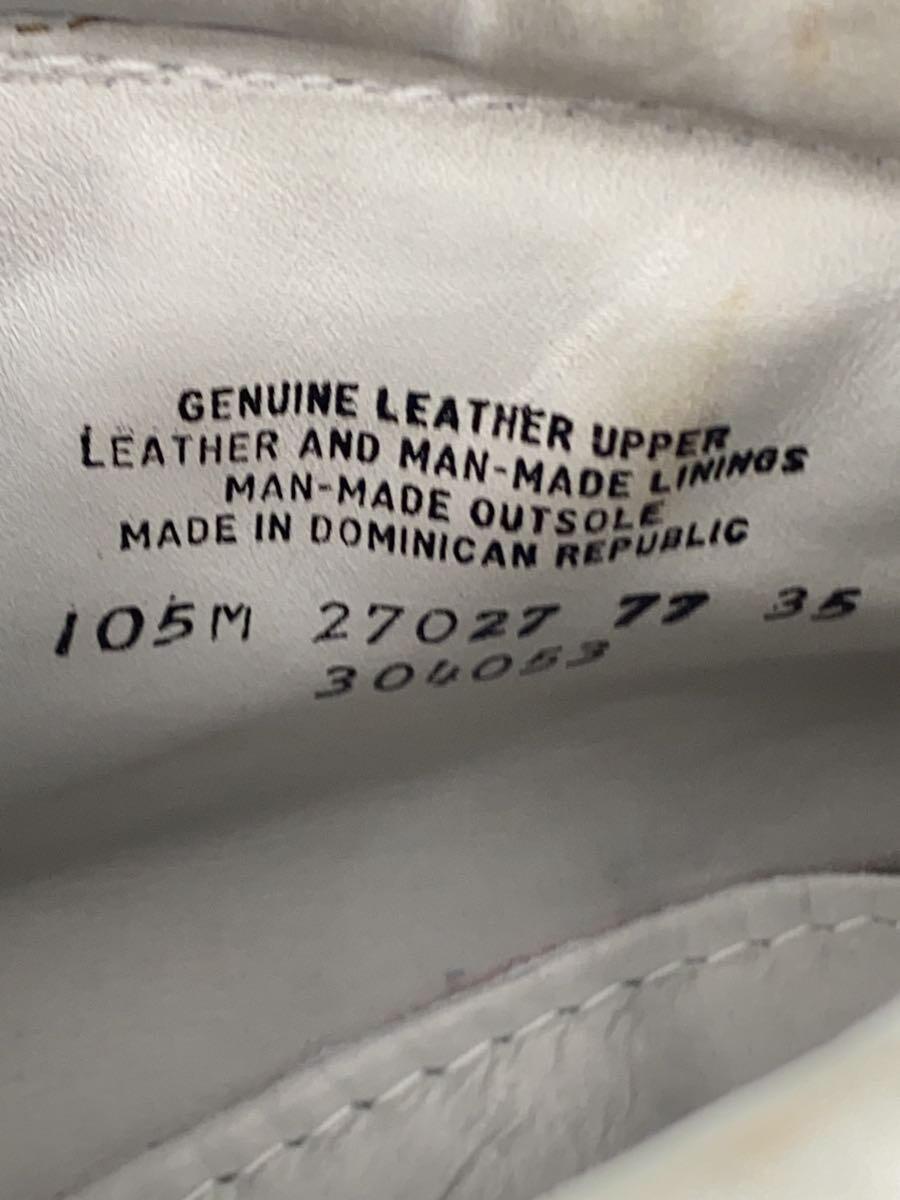 GENUINE LEATHER UPPER
LEATHER AND MAN-MADE LININGS
MAN-MADE OUTSOLE
MADE IN DOMINICAN REPUBLIC
105M 27027 77 35
304053